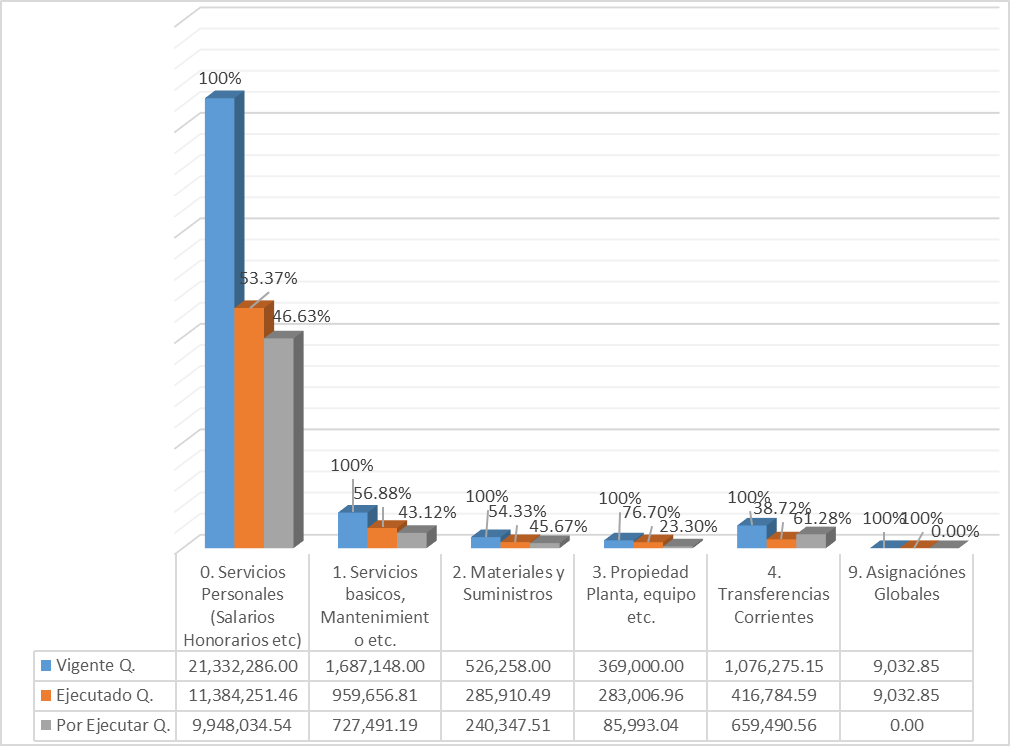 100%
53.37%
46.63%
100%
56.88%
43.12%
100%
54.33%
45.67%
100%
76.70%
23.30%
100%
38.72%
61.28%
100%
100%
0.00%
0. Servicios
Personales
(Salarios
Honorarios etc)
1. Servicios
basicos,
Mantenimient
o etc.
2. Materiales y
Suministros
3. Propiedad
Planta, equipo
etc.
4.
Transferencias
Corrientes
9. Asignaciónes
Globales
Vigente Q. 21,332,286.00 1,687,148.00 526,258.00 369,000.00 1,076,275.15 9,032.85
Ejecutado Q. 11,384,251.46 959,656.81 285,910.49 283,006.96 416,784.59 9,032.85
Por Ejecutar Q. 9,948,034.54 727,491.19 240,347.51 85,993.04 659,490.56 0.00